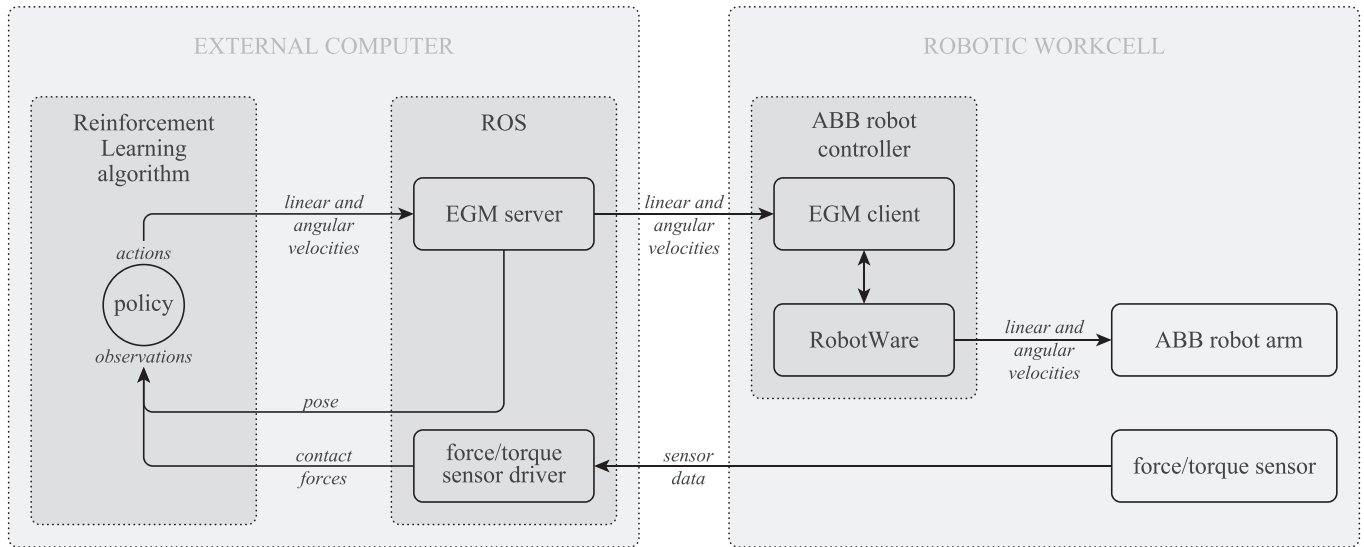 EXTERNAL COMPUTER
ROBOTIC WORKCELL
Reinforcement
Learning
algorithm
ROS
ABB robot
controller
linear and
angular
velocities
EGM server
linear and
angular
velocities
EGM client
actions
policy
observations
RobotWare
linear and
angular
velocities
ABB robot arm
pose
contact
forces
force/torque
sensor driver
sensor
data
force/torque sensor